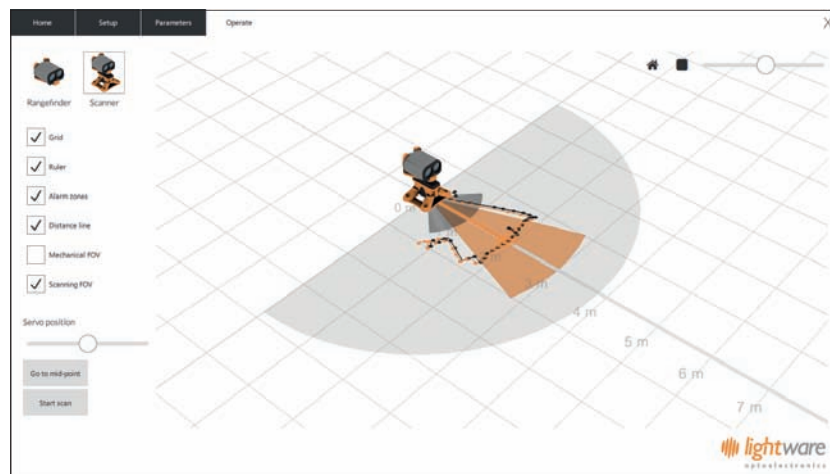 Home Setup Parameters Operate X
Rangefinder Scanner
Grid
Ruler
Alarm zones
Distance line
Mechanical FOV
Scanning FOV
Servo position
Go to mid-point
Start scan
0 m
3 m
4 m
5 m
6 m
7 m
lightware
optoelectronics